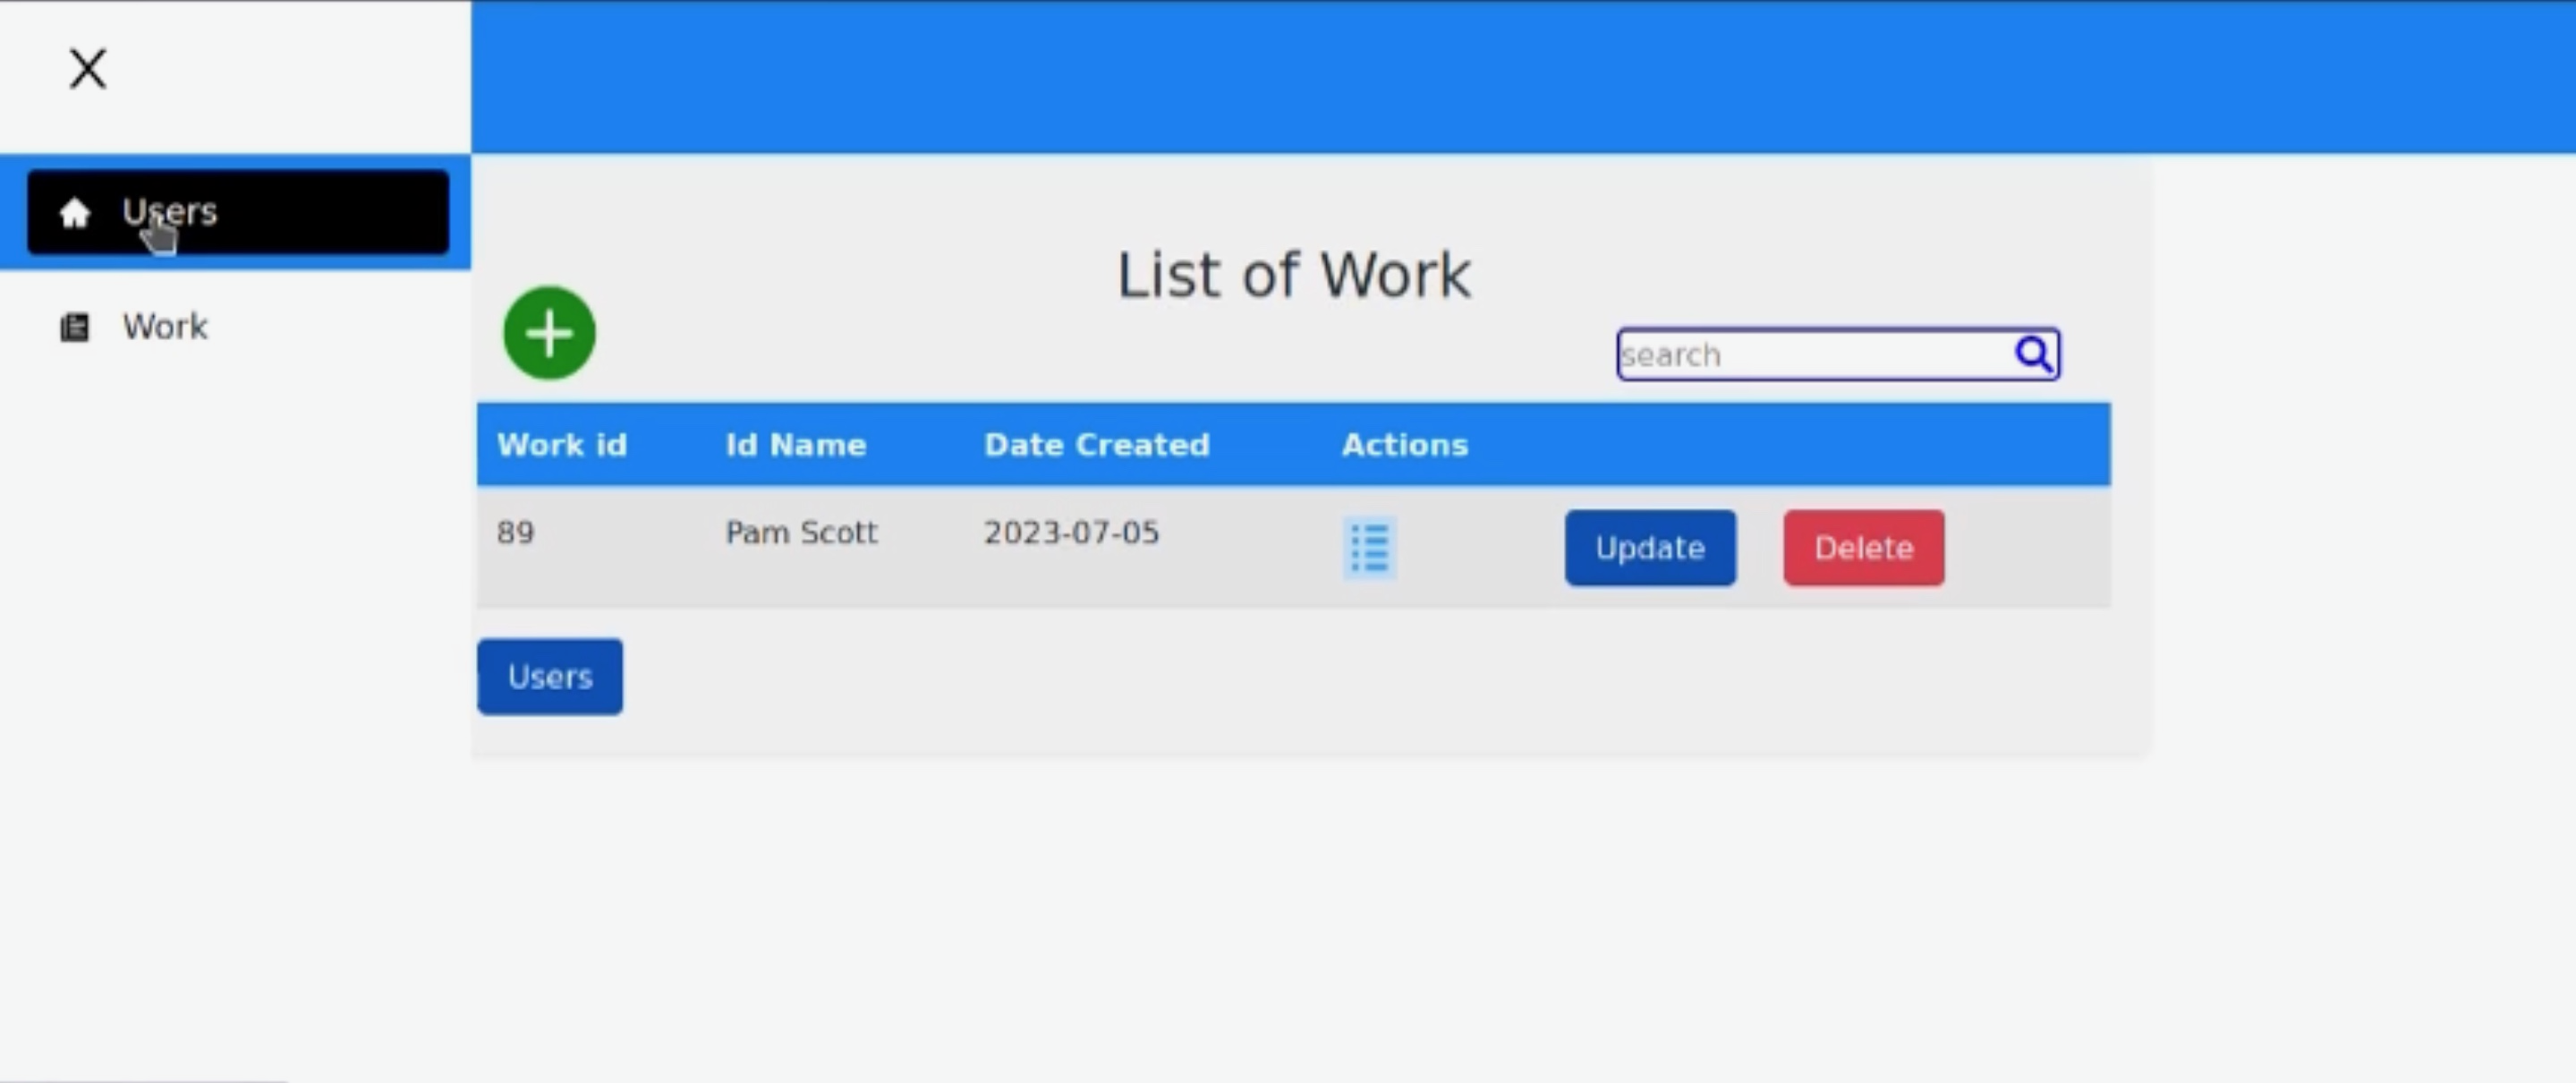 Users
Work
List of Work
search
Work id Id Name Date Created Actions
89 Pam Scott 2023-07-05 Update Delete
Users